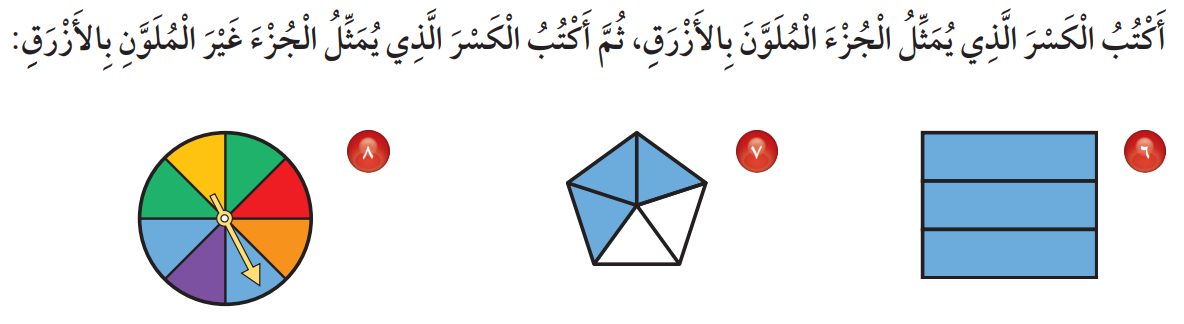 أَكْتُبُ الْكَسْرَ الَّذِي يُمَثِّلُ الْجُزْءَ الْمُلَوَّنَ بِالأَزْرَقِ، ثُمَّ أَكْتُبُ الْكَسْرَ الَّذِي يُمَثِّلُ الْجُزْءَ غَيْرَ الْمُلَوَّنِ بِالأَزْرَقِ:
٦ ٧ ٨